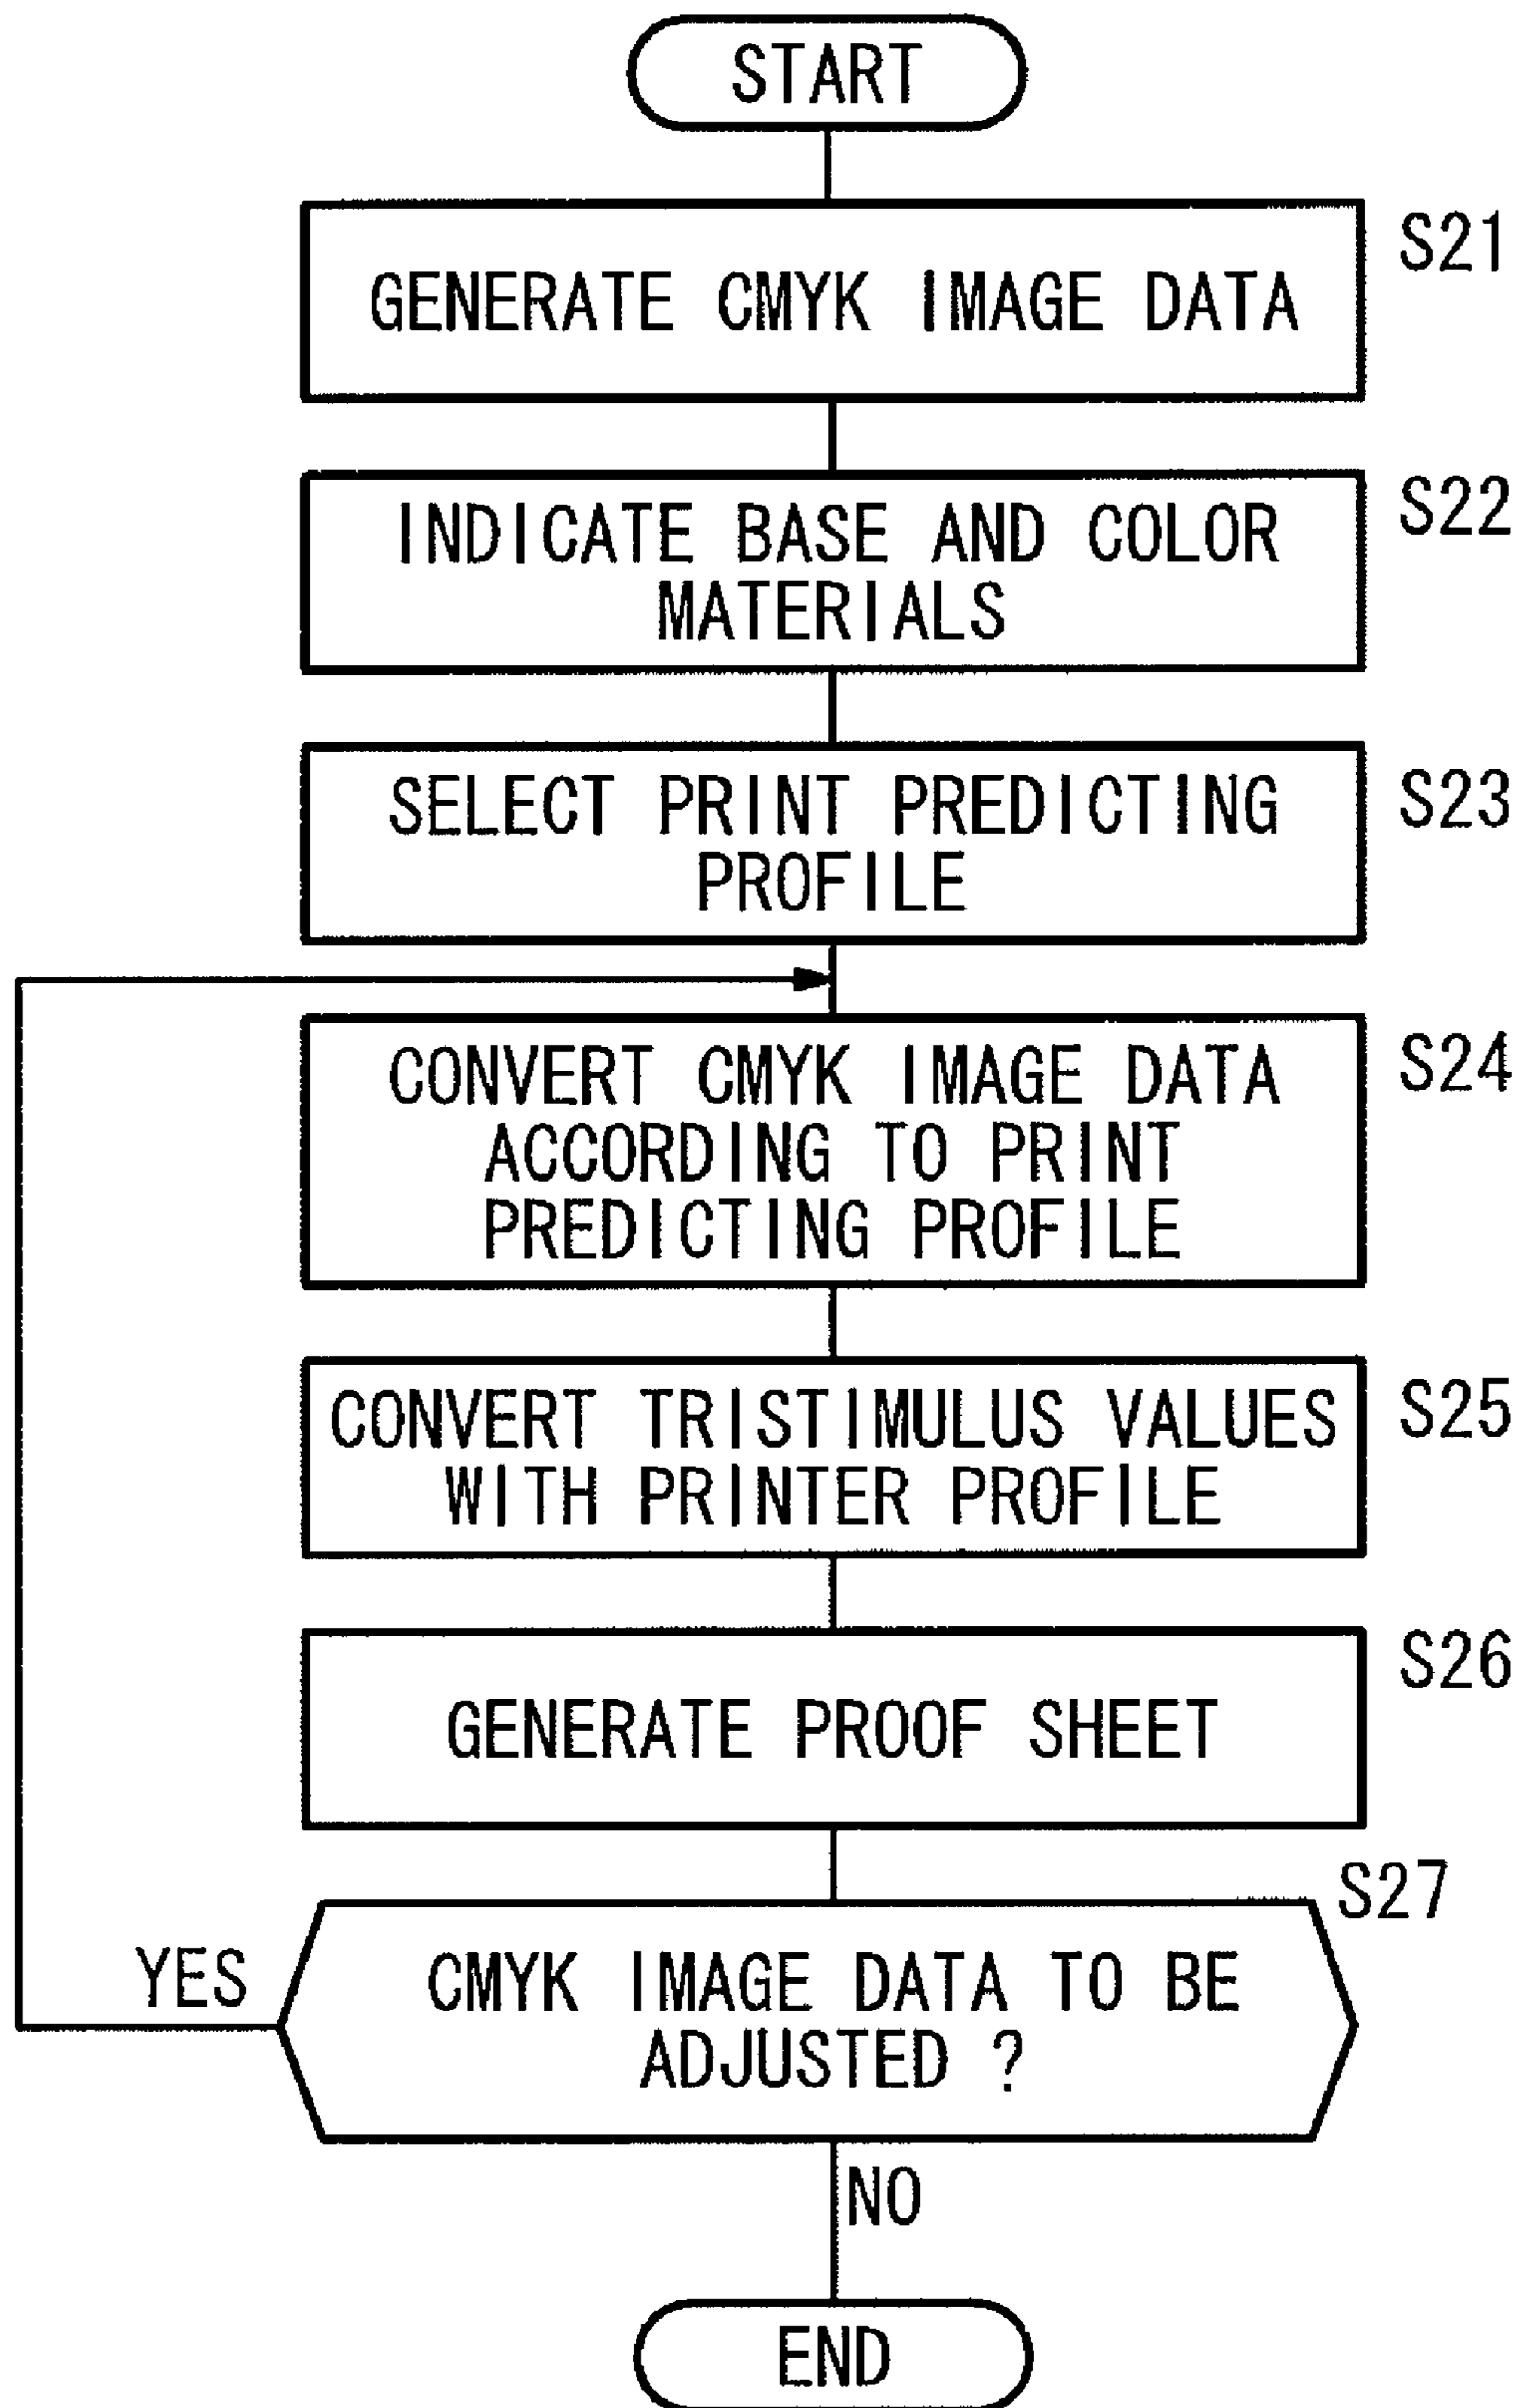 START
S21
GENERATE CMYK IMAGE DATA
S22
INDICATE BASE AND COLOR
MATERIALS
S23
SELECT PRINT PREDICTING
PROFILE
S24
CONVERT CMYK IMAGE DATA
ACCORDING TO PRINT
PREDICTING PROFILE
S25
CONVERT TRISTIMULUS VALUES
WITH PRINTER PROFILE
S26
GENERATE PROOF SHEET
S27
YES
CMYK IMAGE DATA TO BE
ADJUSTED ?
NO
END